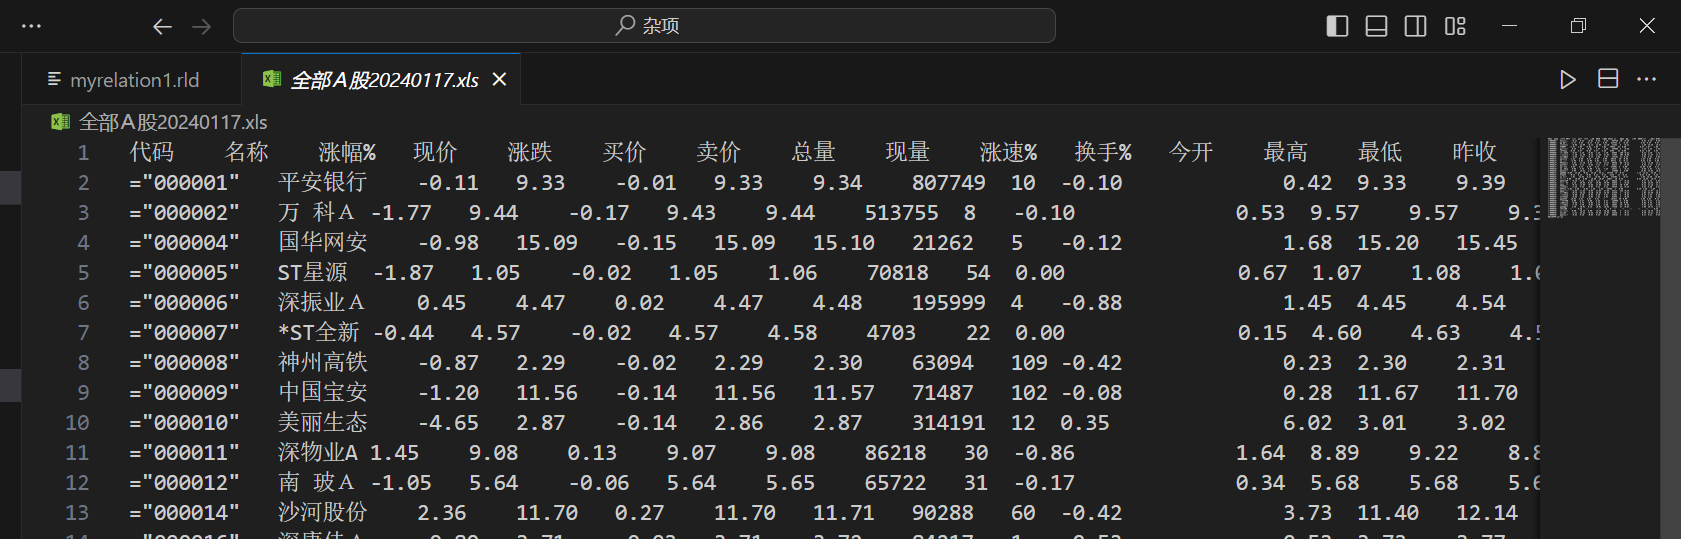 杂项
myrelation1.rld
全部A股20240117.xls
全部A股20240117.xls
1 代码 名称 涨幅% 现价 涨跌 买价 卖价 总量 现量 涨速% 换手% 今开 最高 最低 昨收
2 ="000001" 平安银行 -0.11 9.33 -0.01 9.33 9.34 807749 10 -0.10 0.42 9.33 9.39
3 ="000002" 万 科A -1.77 9.44 -0.17 9.43 9.44 513755 8 -0.10 0.53 9.57 9.57 9.3
4 ="000004" 国华网安 -0.98 15.09 -0.15 15.09 15.10 21262 5 -0.12 1.68 15.20 15.45
5 ="000005" ST星源 -1.87 1.05 -0.02 1.05 1.06 70818 54 0.00 0.67 1.07 1.08 1.0
6 ="000006" 深振业A 0.45 4.47 0.02 4.47 4.48 195999 4 -0.88 1.45 4.45 4.54
7 ="000007" *ST全新 -0.44 4.57 -0.02 4.57 4.58 4703 22 0.00 0.15 4.60 4.63 4.5
8 ="000008" 神州高铁 -0.87 2.29 -0.02 2.29 2.30 63094 109 -0.42 0.23 2.30 2.31
9 ="000009" 中国宝安 -1.20 11.56 -0.14 11.56 11.57 71487 102 -0.08 0.28 11.67 11.70
10 ="000010" 美丽生态 -4.65 2.87 -0.14 2.86 2.87 314191 12 0.35 6.02 3.01 3.02
11 ="000011" 深物业A 1.45 9.08 0.13 9.07 9.08 86218 30 -0.86 1.64 8.89 9.22 8.8
12 ="000012" 南 玻A -1.05 5.64 -0.06 5.64 5.65 65722 31 -0.17 0.34 5.68 5.68 5.6
13 ="000014" 沙河股份 2.36 11.70 0.27 11.70 11.71 90288 60 -0.42 3.73 11.40 12.14